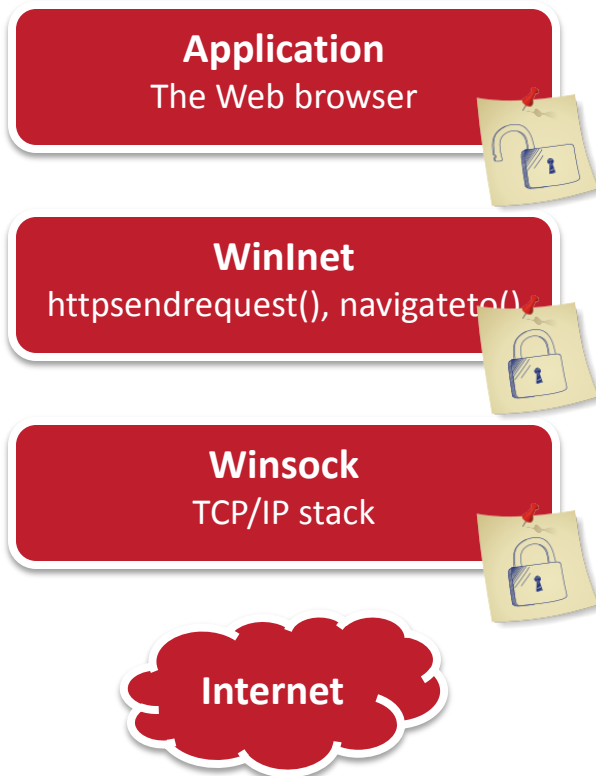 Application
The Web browser
WinInet
httpsendrequest(), navigateto()
Winsock
TCP/IP stack
Internet